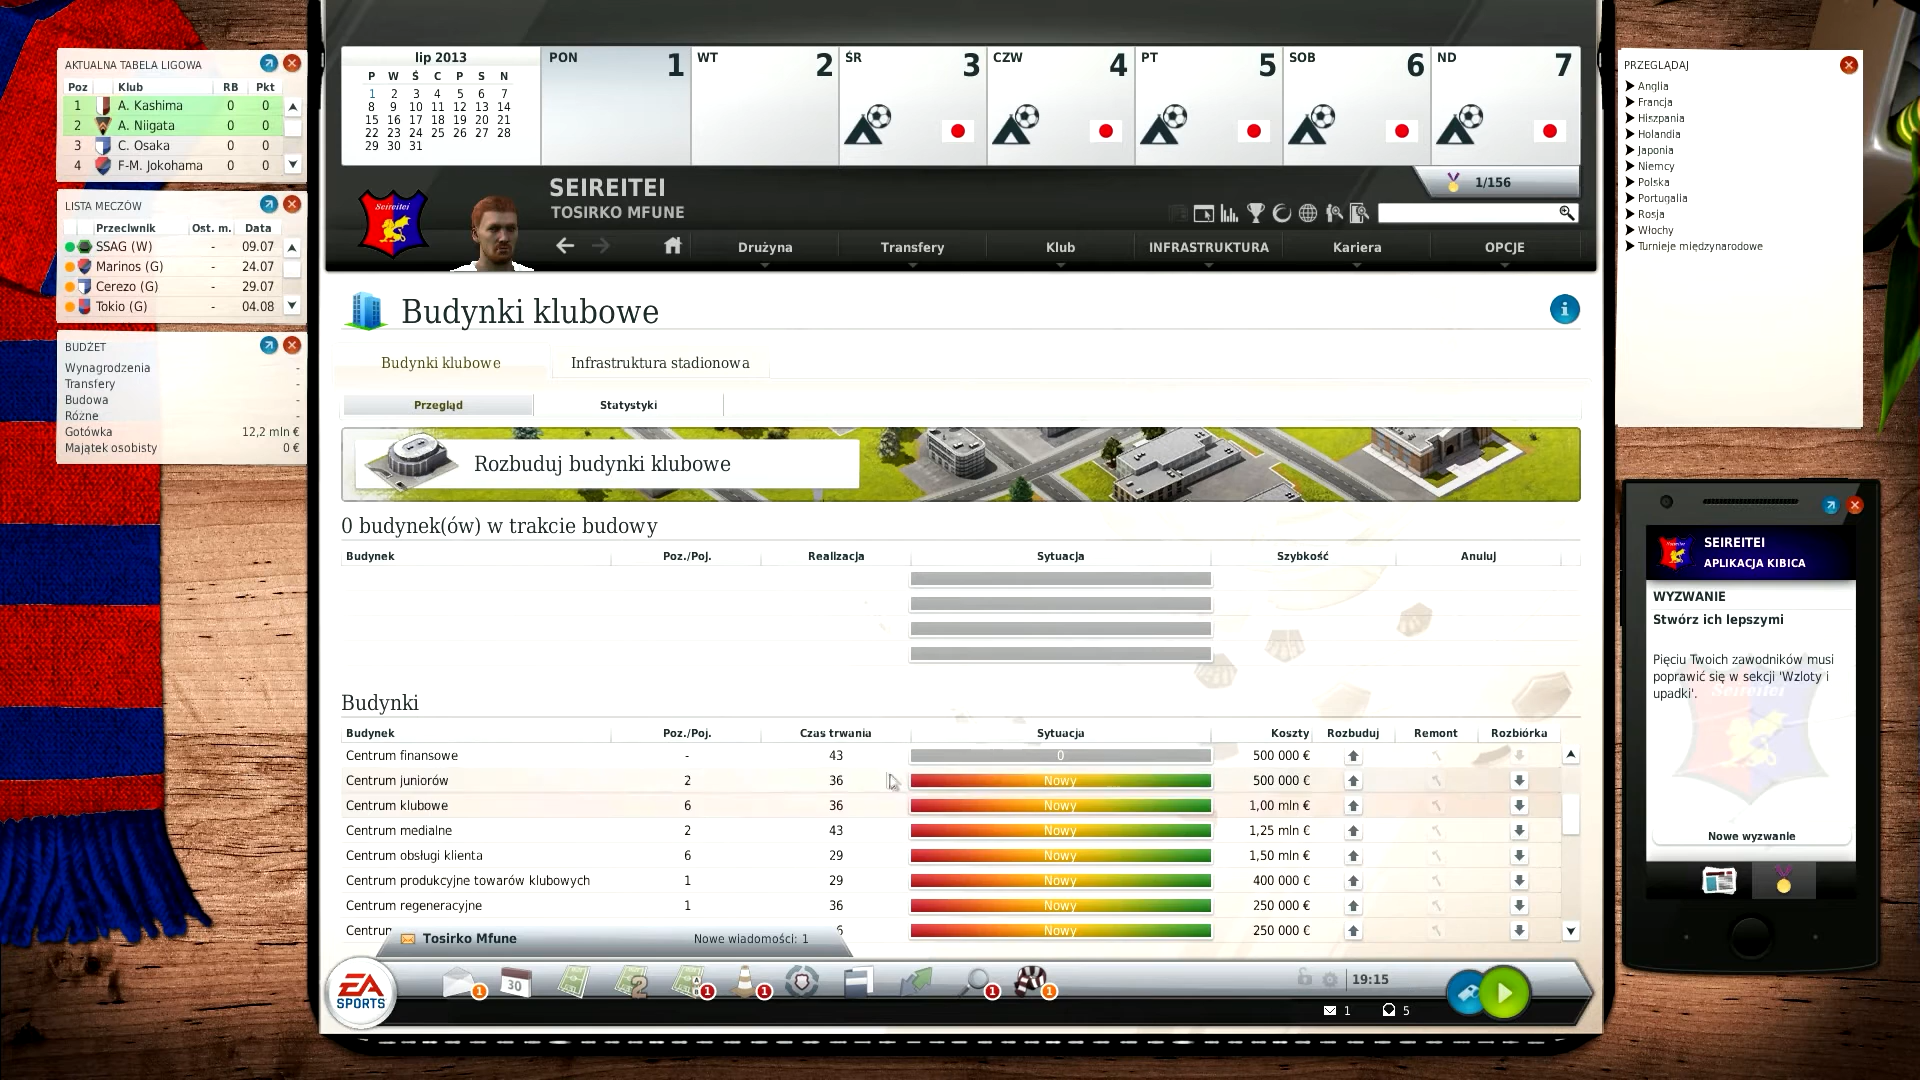 AKTUALNA TABELA LIGOWA
Poz Klub RB Pkt
1 A. Kashima 0 0
2 A. Niigata 0 0
3 C. Osaka 0 0
4 F-M. Jokohama 0 0
LISTA MECZÓW
Przeciwnik Ost. m. Data
SSAG (W) - 09.07
Marinos (G) - 24.07
Cerezo (G) - 29.07
Tokio (G) - 04.08
BUDŻET
Wynagrodzenia -
Transfery -
Budowa -
Różne -
Gotówka 12,2 mln €
Majątek osobisty 0 €
lip 2013
P W Ś C P S N
1 2 3 4 5 6 7
8 9 10 11 12 13 14
15 16 17 18 19 20 21
22 23 24 25 26 27 28
29 30 31
PON 1 WT 2 ŚR 3 CZW 4 PT 5 SOB 6 ND 7
1/156
Seireitei
SEIREITEI
TOSIRKO MFUNE
Drużyna Transfery Klub INFRASTRUKTURA Kariera OPCJE
Budynki klubowe
i
Budynki klubowe Infrastruktura stadionowa
Przegląd Statystyki
Rozbuduj budynki klubowe
0 budynek(ów) w trakcie budowy
Budynek Poz./Poj. Realizacja Sytuacja Szybkość Anuluj
Budynki
Budynek Poz./Poj. Czas trwania Sytuacja Koszty Rozbuduj Remont Rozbiórka
Centrum finansowe - 43 0 500 000 €
Centrum juniorów 2 36 Nowy 500 000 €
Centrum klubowe 6 36 Nowy 1,00 mln €
Centrum medialne 2 43 Nowy 1,25 mln €
Centrum obsługi klienta 6 29 Nowy 1,50 mln €
Centrum produkcyjne towarów klubowych 1 29 Nowy 400 000 €
Centrum regeneracyjne 1 36 Nowy 250 000 €
Nowy 250 000 €
Tosirko Mfune Nowe wiadomości: 1
EA SPORTS
1 30 2 1 1 1 1
19:15
1 5
PRZEGLĄDAJ
Anglia
Francja
Hiszpania
Holandia
Japonia
Niemcy
Polska
Portugalia
Rosja
Włochy
Turnieje międzynarodowe
SEIREITEI
APLIKACJA KIBICA
WYZWANIE
Stwórz ich lepszymi
Pięciu Twoich zawodników musi
poprawić się w sekcji 'Wzloty i
upadki'.
Seireitei
Nowe wyzwanie